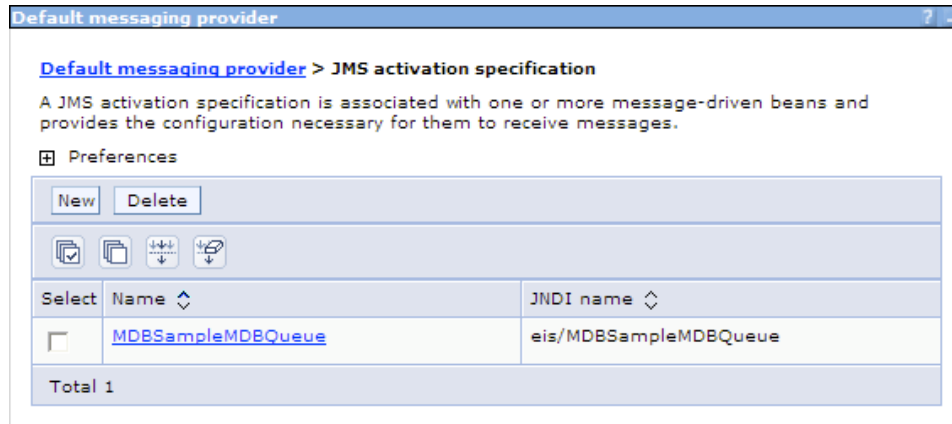 Default messaging provider ? -
Default messaging provider > JMS activation specification
A JMS activation specification is associated with one or more message-driven beans and
provides the configuration necessary for them to receive messages.
Preferences
New Delete
Select Name JNDI name
MDBSampleMDBQueue eis/MDBSampleMDBQueue
Total 1